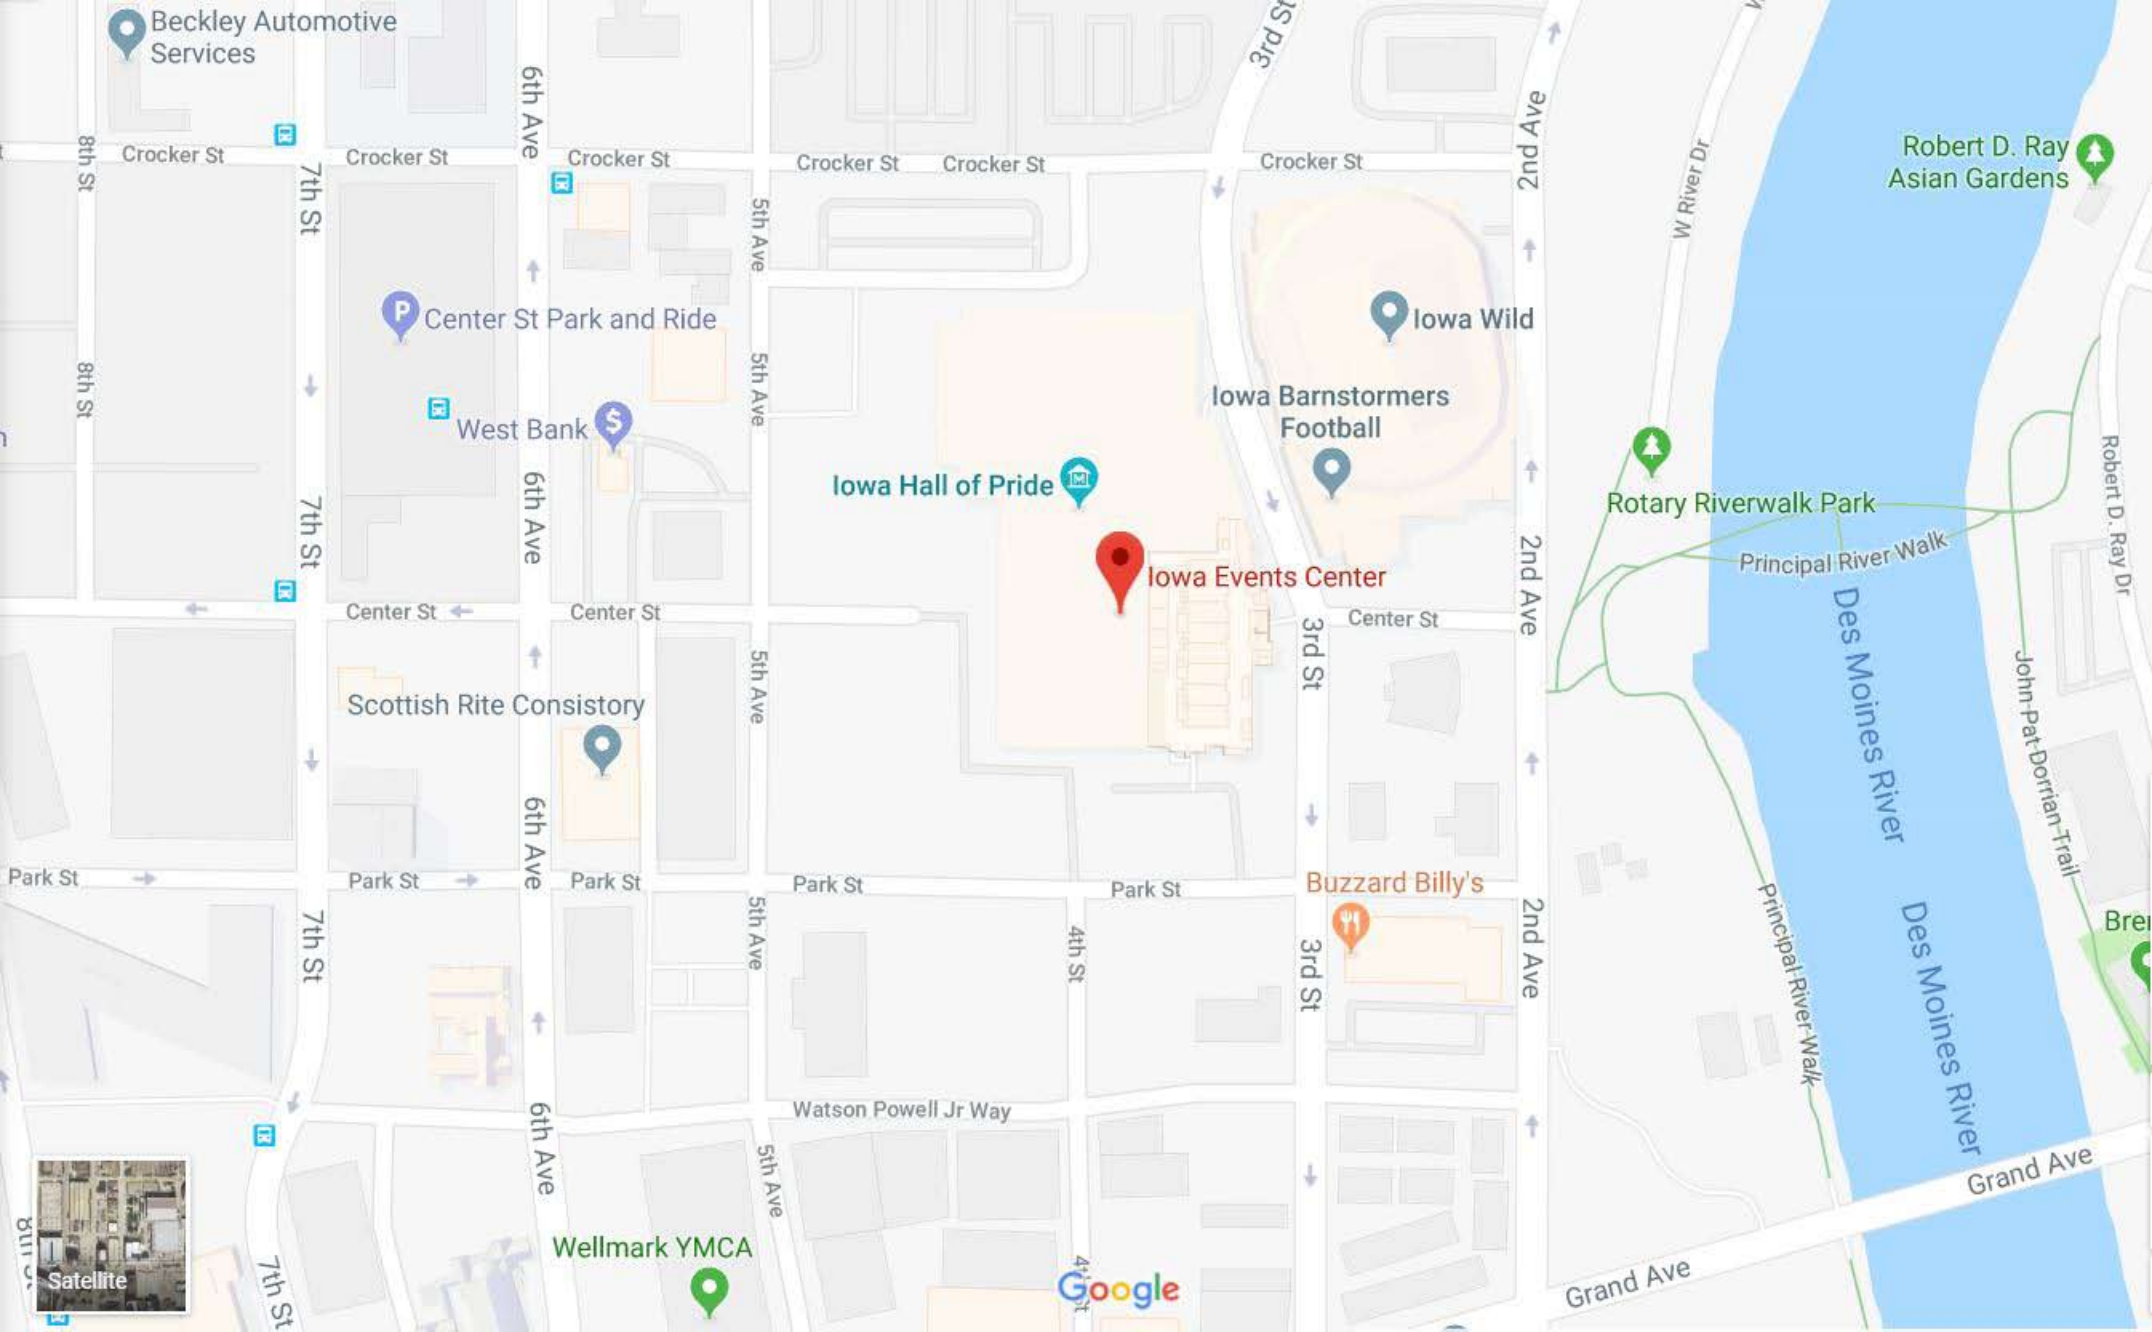 Beckley Automotive
Services
6th Ave
3rd St
2nd Ave
W River Dr
Robert D. Ray
Asian Gardens
8th St
Crocker St
7th St
Crocker St
Crocker St
Crocker St
Crocker St
Crocker St
5th Ave
P
Center St Park and Ride
Iowa Wild
8th St
5th Ave
Iowa Barnstormers
Football
West Bank
$
Iowa Hall of Pride
M
7th St
6th Ave
Rotary Riverwalk Park
Robert D. Ray Dr
Principal River Walk
2nd Ave
Iowa Events Center
Center St
Center St
Center St
Des Moines River
3rd St
5th Ave
John Pat Dorrian Trail
Scottish Rite Consistory
6th Ave
Park St
Park St
Park St
Park St
Park St
Buzzard Billy's
7th St
5th Ave
4th St
3rd St
2nd Ave
Principal River Walk
Des Moines River
Bre
Watson Powell Jr Way
6th Ave
5th Ave
Grand Ave
8th St
Satellite
7th St
Wellmark YMCA
4th St
Google
Grand Ave